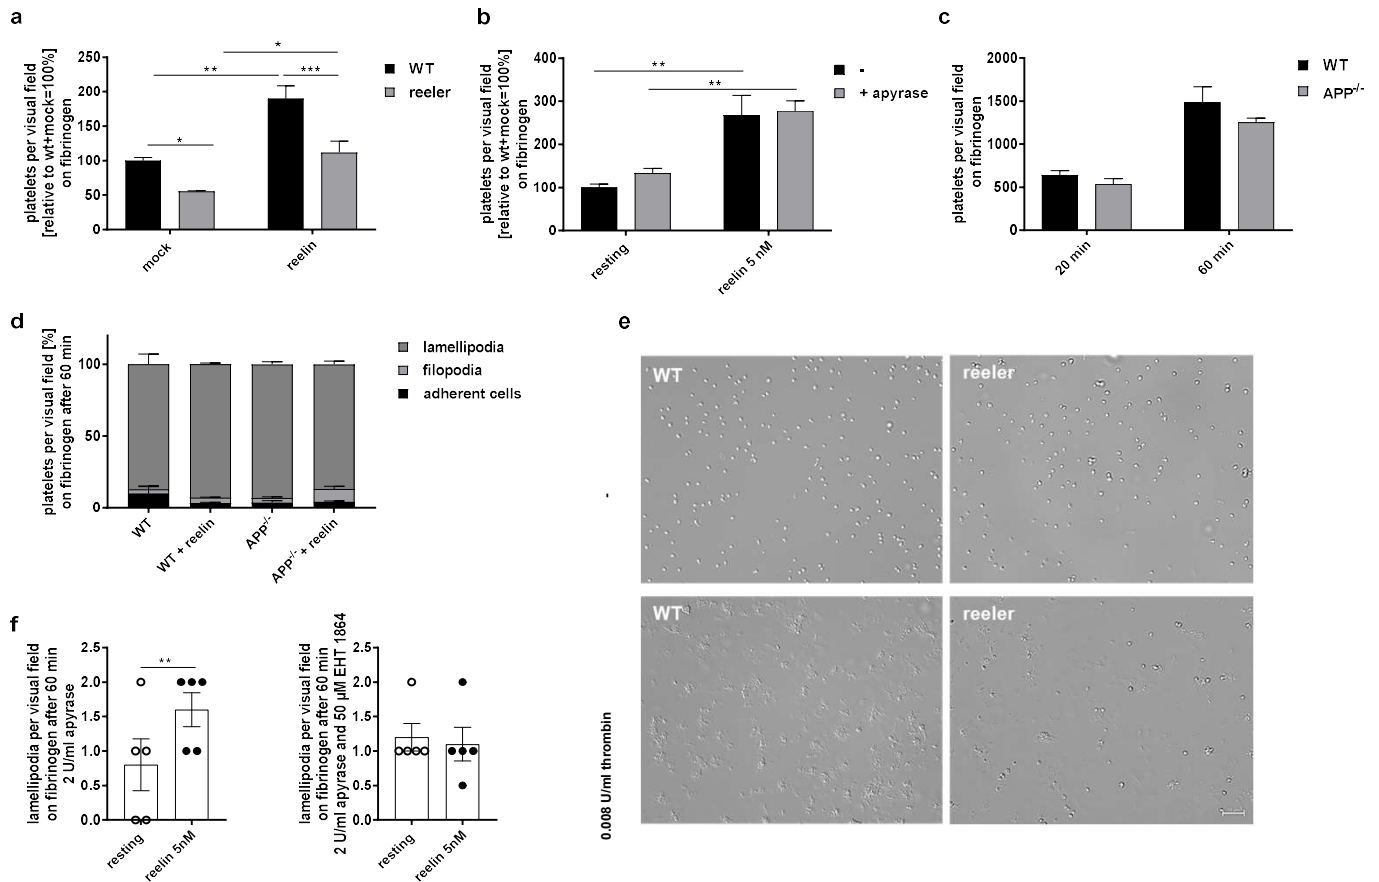 a
platelets per visual field
[relative to wt+mock=100%]
on fibrinogen
250
200
150
100
50
0
*
**
***
*
WT
reeler
mock
reelin
b
platelets per visual field
[relative to wt+mock=100%]
on fibrinogen
400
300
200
100
0
**
**
-
+ apyrase
resting
reelin 5 nM
c
platelets per visual field
on fibrinogen
2000
1500
1000
500
0
WT
APP-/-
20 min
60 min
d
platelets per visual field [%]
on fibrinogen after 60 min
100
50
0
lamellipodia
filopodia
adherent cells
WT
WT + reelin
APP-/-
APP-/- + reelin
e
WT
reeler
-
WT
reeler
0.008 U/ml thrombin
f
lamellipodia per visual field
on fibrinogen after 60 min
2 U/ml apyrase
2.5
2.0
1.5
1.0
0.5
0.0
**
resting
reelin 5nM
lamellipodia per visual field
on fibrinogen after 60 min
2 U/ml apyrase and 50 µM EHT 1864
2.5
2.0
1.5
1.0
0.5
0.0
resting
reelin 5nM